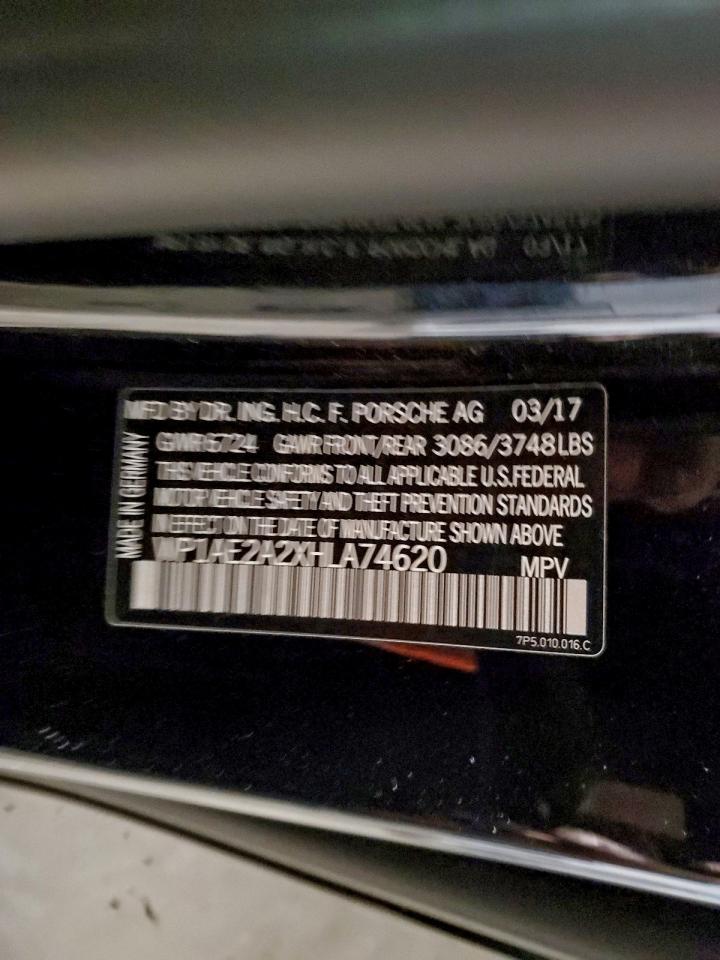 MFD BY DR. ING. H.C. F. PORSCHE AG 03/17
GVWR 6724 GAWR FRONT/REAR 3086/3748 LBS
THIS VEHICLE CONFORMS TO ALL APPLICABLE U.S. FEDERAL
MOTOR VEHICLE SAFETY AND THEFT PREVENTION STANDARDS
IN EFFECT ON THE DATE OF MANUFACTURE SHOWN ABOVE
WP1AE2A2XHLA74620 MPV
7P5.010.016.C
MADE IN GERMANY